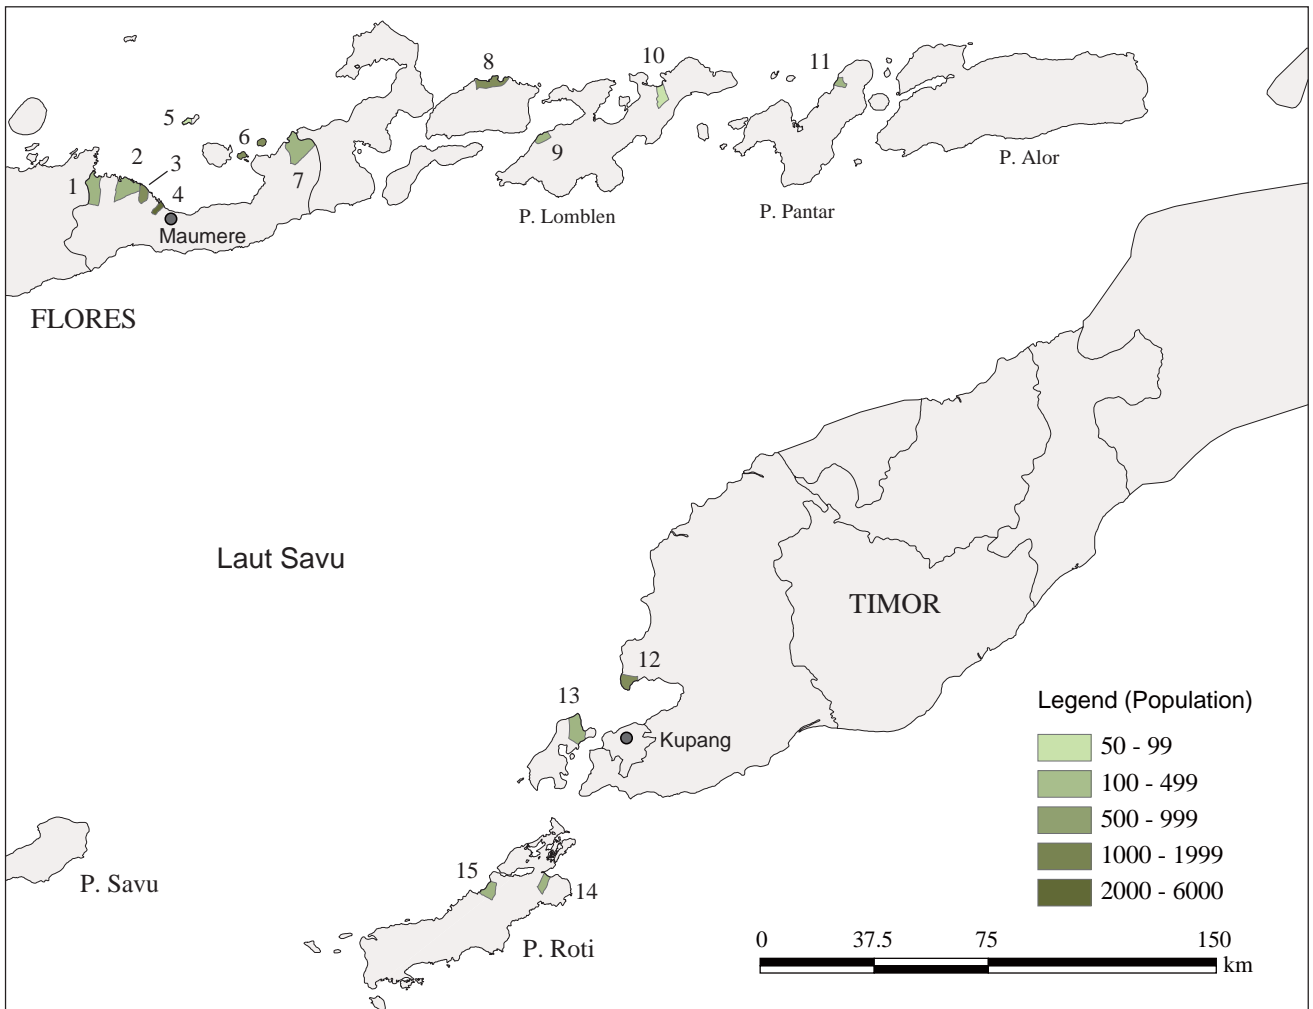 8
10
11
5
6
2
3
1
4
7
9
P. Alor
P. Lomblen
P. Pantar
Maumere
FLORES
Laut Savu
TIMOR
12
13
Kupang
Legend (Population)
50 - 99
100 - 499
500 - 999
1000 - 1999
2000 - 6000
15
14
P. Savu
P. Roti
0 37.5 75 150
km